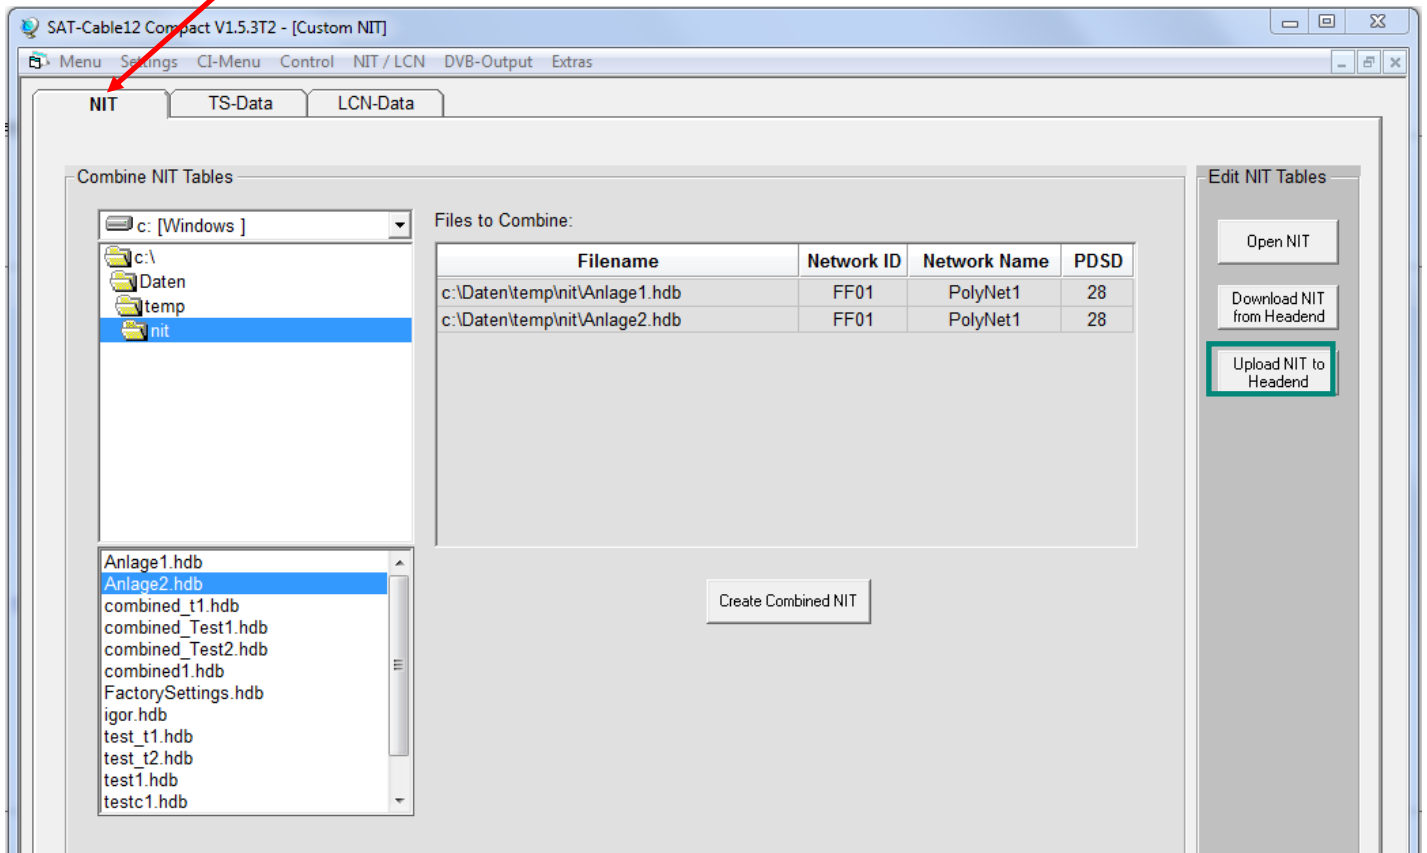 SAT-Cable12 Compact V1.5.3T2 - [Custom NIT]
Menu Settings CI-Menu Control NIT / LCN DVB-Output Extras
NIT TS-Data LCN-Data
Combine NIT Tables
Edit NIT Tables
c: [Windows ]
c:\
Daten
temp
nit
Files to Combine:
Filename Network ID Network Name PDSD
c:\Daten\temp\nit\Anlage1.hdb FF01 PolyNet1 28
c:\Daten\temp\nit\Anlage2.hdb FF01 PolyNet1 28
Open NIT
Download NIT
from Headend
Upload NIT to
Headend
Anlage1.hdb
Anlage2.hdb
combined_t1.hdb
combined_Test1.hdb
combined_Test2.hdb
combined1.hdb
FactorySettings.hdb
igor.hdb
test_t1.hdb
test_t2.hdb
test1.hdb
testc1.hdb
Create Combined NIT